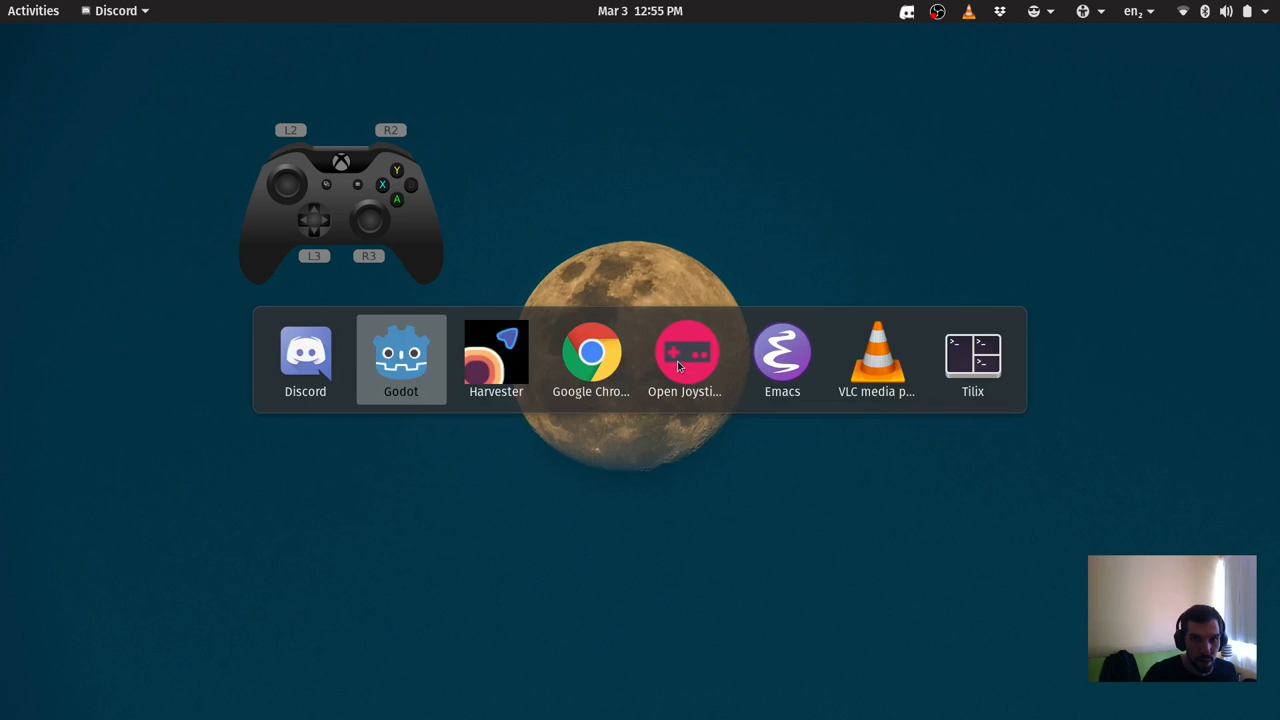 Activities
Discord
Mar 3 12:55 PM
en₂
L2
R2
Y
X
A
L3
R3
Discord
Godot
Harvester
Google Chro...
Open Joysti...
Emacs
VLC media p...
Tilix